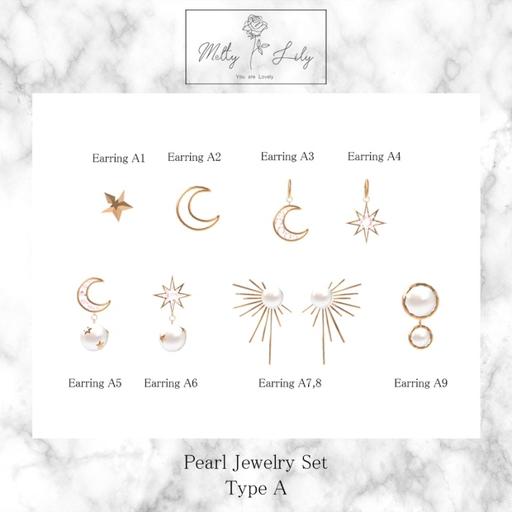 Melty Lily
You are Lovely
Earring A1 Earring A2 Earring A3 Earring A4
Earring A5 Earring A6 Earring A7,8 Earring A9
Pearl Jewelry Set
Type A